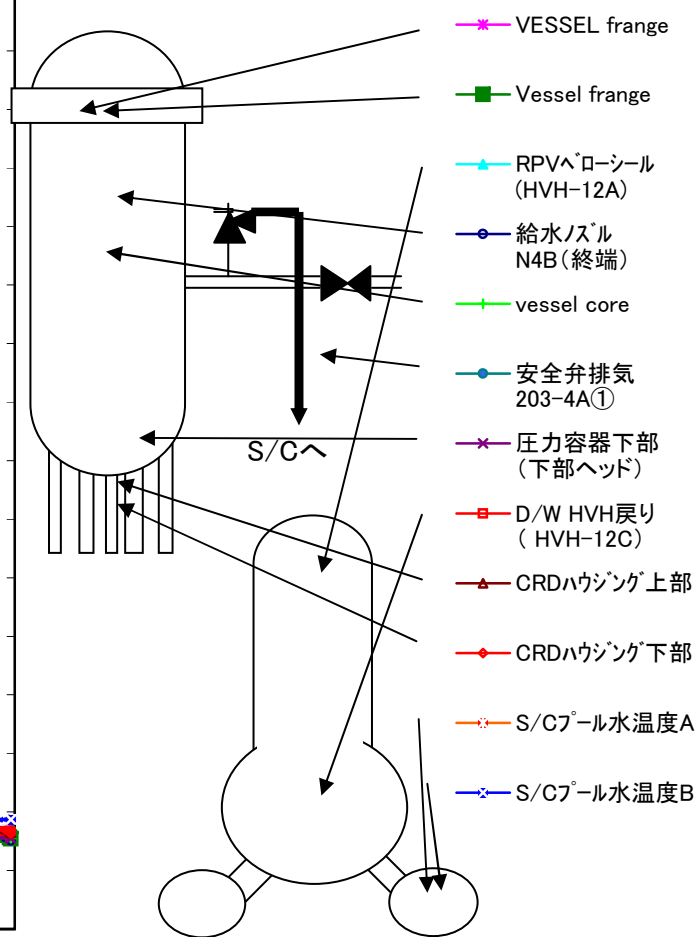 VESSEL frange
Vessel frange
RPVﾍﾞﾛｰｼｰﾙ
(HVH-12A)
給水ﾉｽﾞﾙ
N4B(終端)
vessel core
安全弁排気
203-4A①
圧力容器下部
(下部ヘッド)
D/W HVH戻り
( HVH-12C)
CRDﾊｳｼﾞﾝｸﾞ上部
CRDﾊｳｼﾞﾝｸﾞ下部
S/Cﾌﾟｰﾙ水温度A
S/Cﾌﾟｰﾙ水温度B
S/Cへ